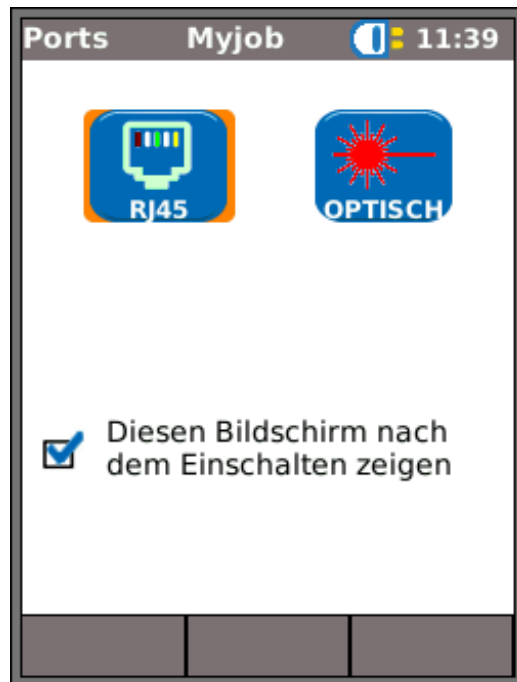 Ports Myjob 11:39
RJ45 OPTISCH
Diesen Bildschirm nach
dem Einschalten zeigen